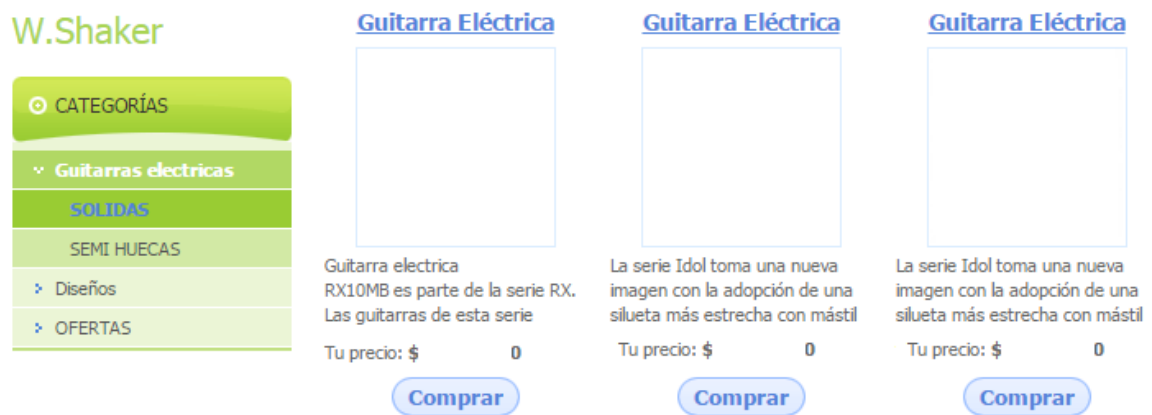 W.Shaker
CATEGORÍAS
Guitarras electricas
SOLIDAS
SEMI HUECAS
Diseños
OFERTAS
Guitarra Eléctrica
Guitarra electrica
RX10MB es parte de la serie RX.
Las guitarras de esta serie
Tu precio: $ 0
Comprar
Guitarra Eléctrica
La serie Idol toma una nueva
imagen con la adopción de una
silueta más estrecha con mástil
Tu precio: $ 0
Comprar
Guitarra Eléctrica
La serie Idol toma una nueva
imagen con la adopción de una
silueta más estrecha con mástil
Tu precio: $ 0
Comprar